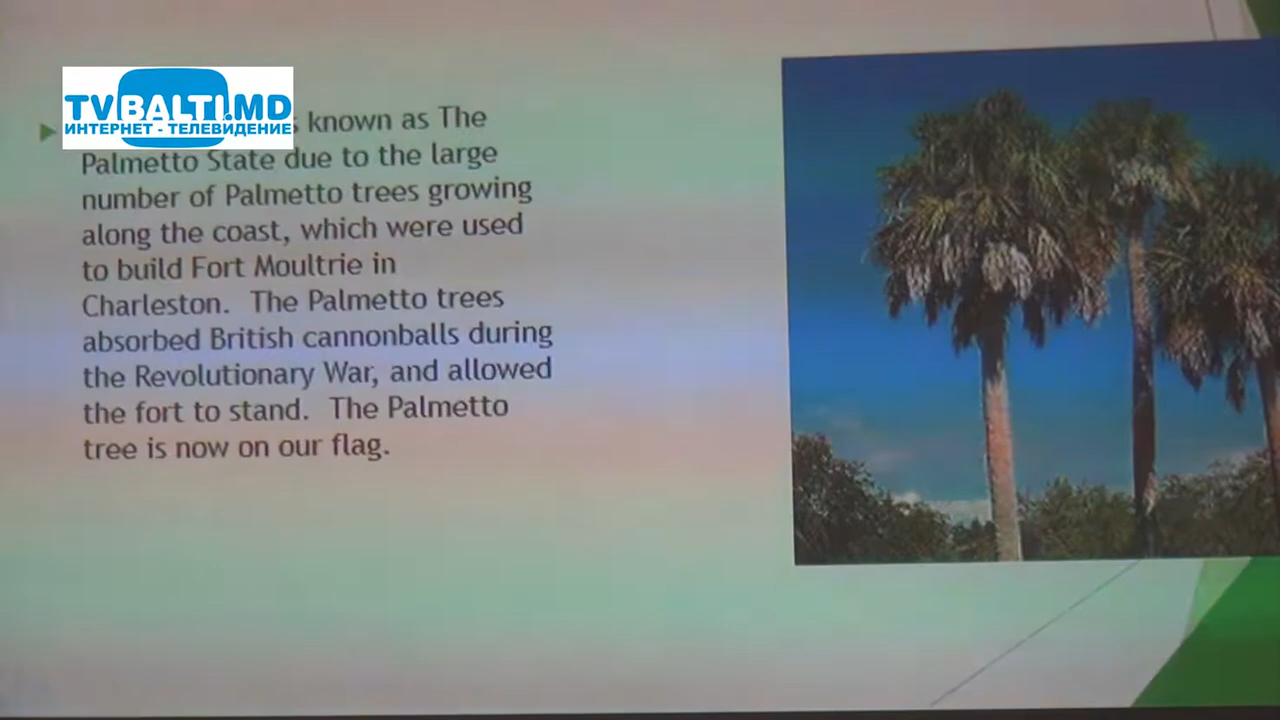 TVBALTI.MD
ИНТЕРНЕТ - ТЕЛЕВИДЕНИЕ
known as The
Palmetto State due to the large
number of Palmetto trees growing
along the coast, which were used
to build Fort Moultrie in
Charleston. The Palmetto trees
absorbed British cannonballs during
the Revolutionary War, and allowed
the fort to stand. The Palmetto
tree is now on our flag.